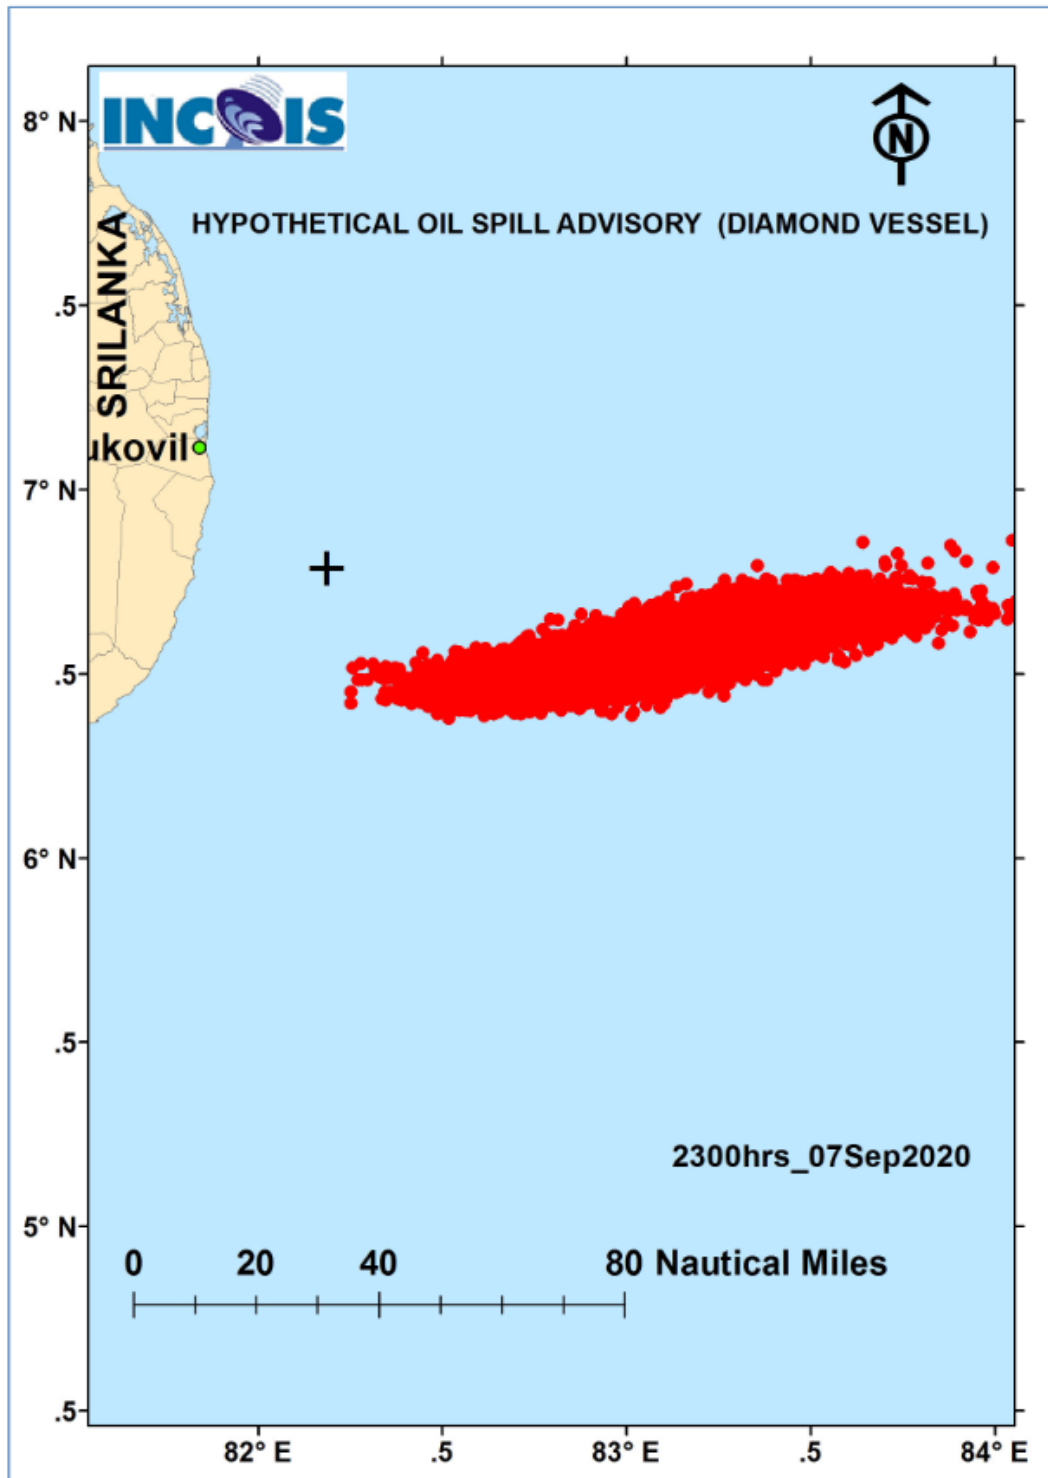 INCOIS
N
8° N
HYPOTHETICAL OIL SPILL ADVISORY (DIAMOND VESSEL)
SRILANKA
.5
ukovil
7° N
.5
6° N
.5
2300hrs_07Sep2020
5° N
0 20 40 80 Nautical Miles
.5
82° E .5 83° E .5 84° E